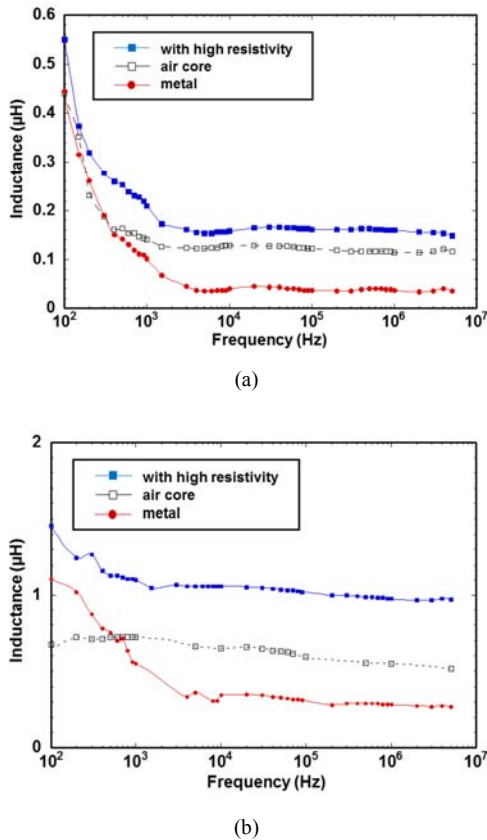 0.6
0.5
0.4
0.3
0.2
0.1
0
Inductance (µH)
with high resistivity
air core
metal
10² 10³ 10⁴ 10⁵ 10⁶
Frequency (Hz)
(a)
2
1
0
Inductance (µH)
with high resistivity
air core
metal
10² 10³ 10⁴ 10⁵ 10⁶
Frequency (Hz)
(b)